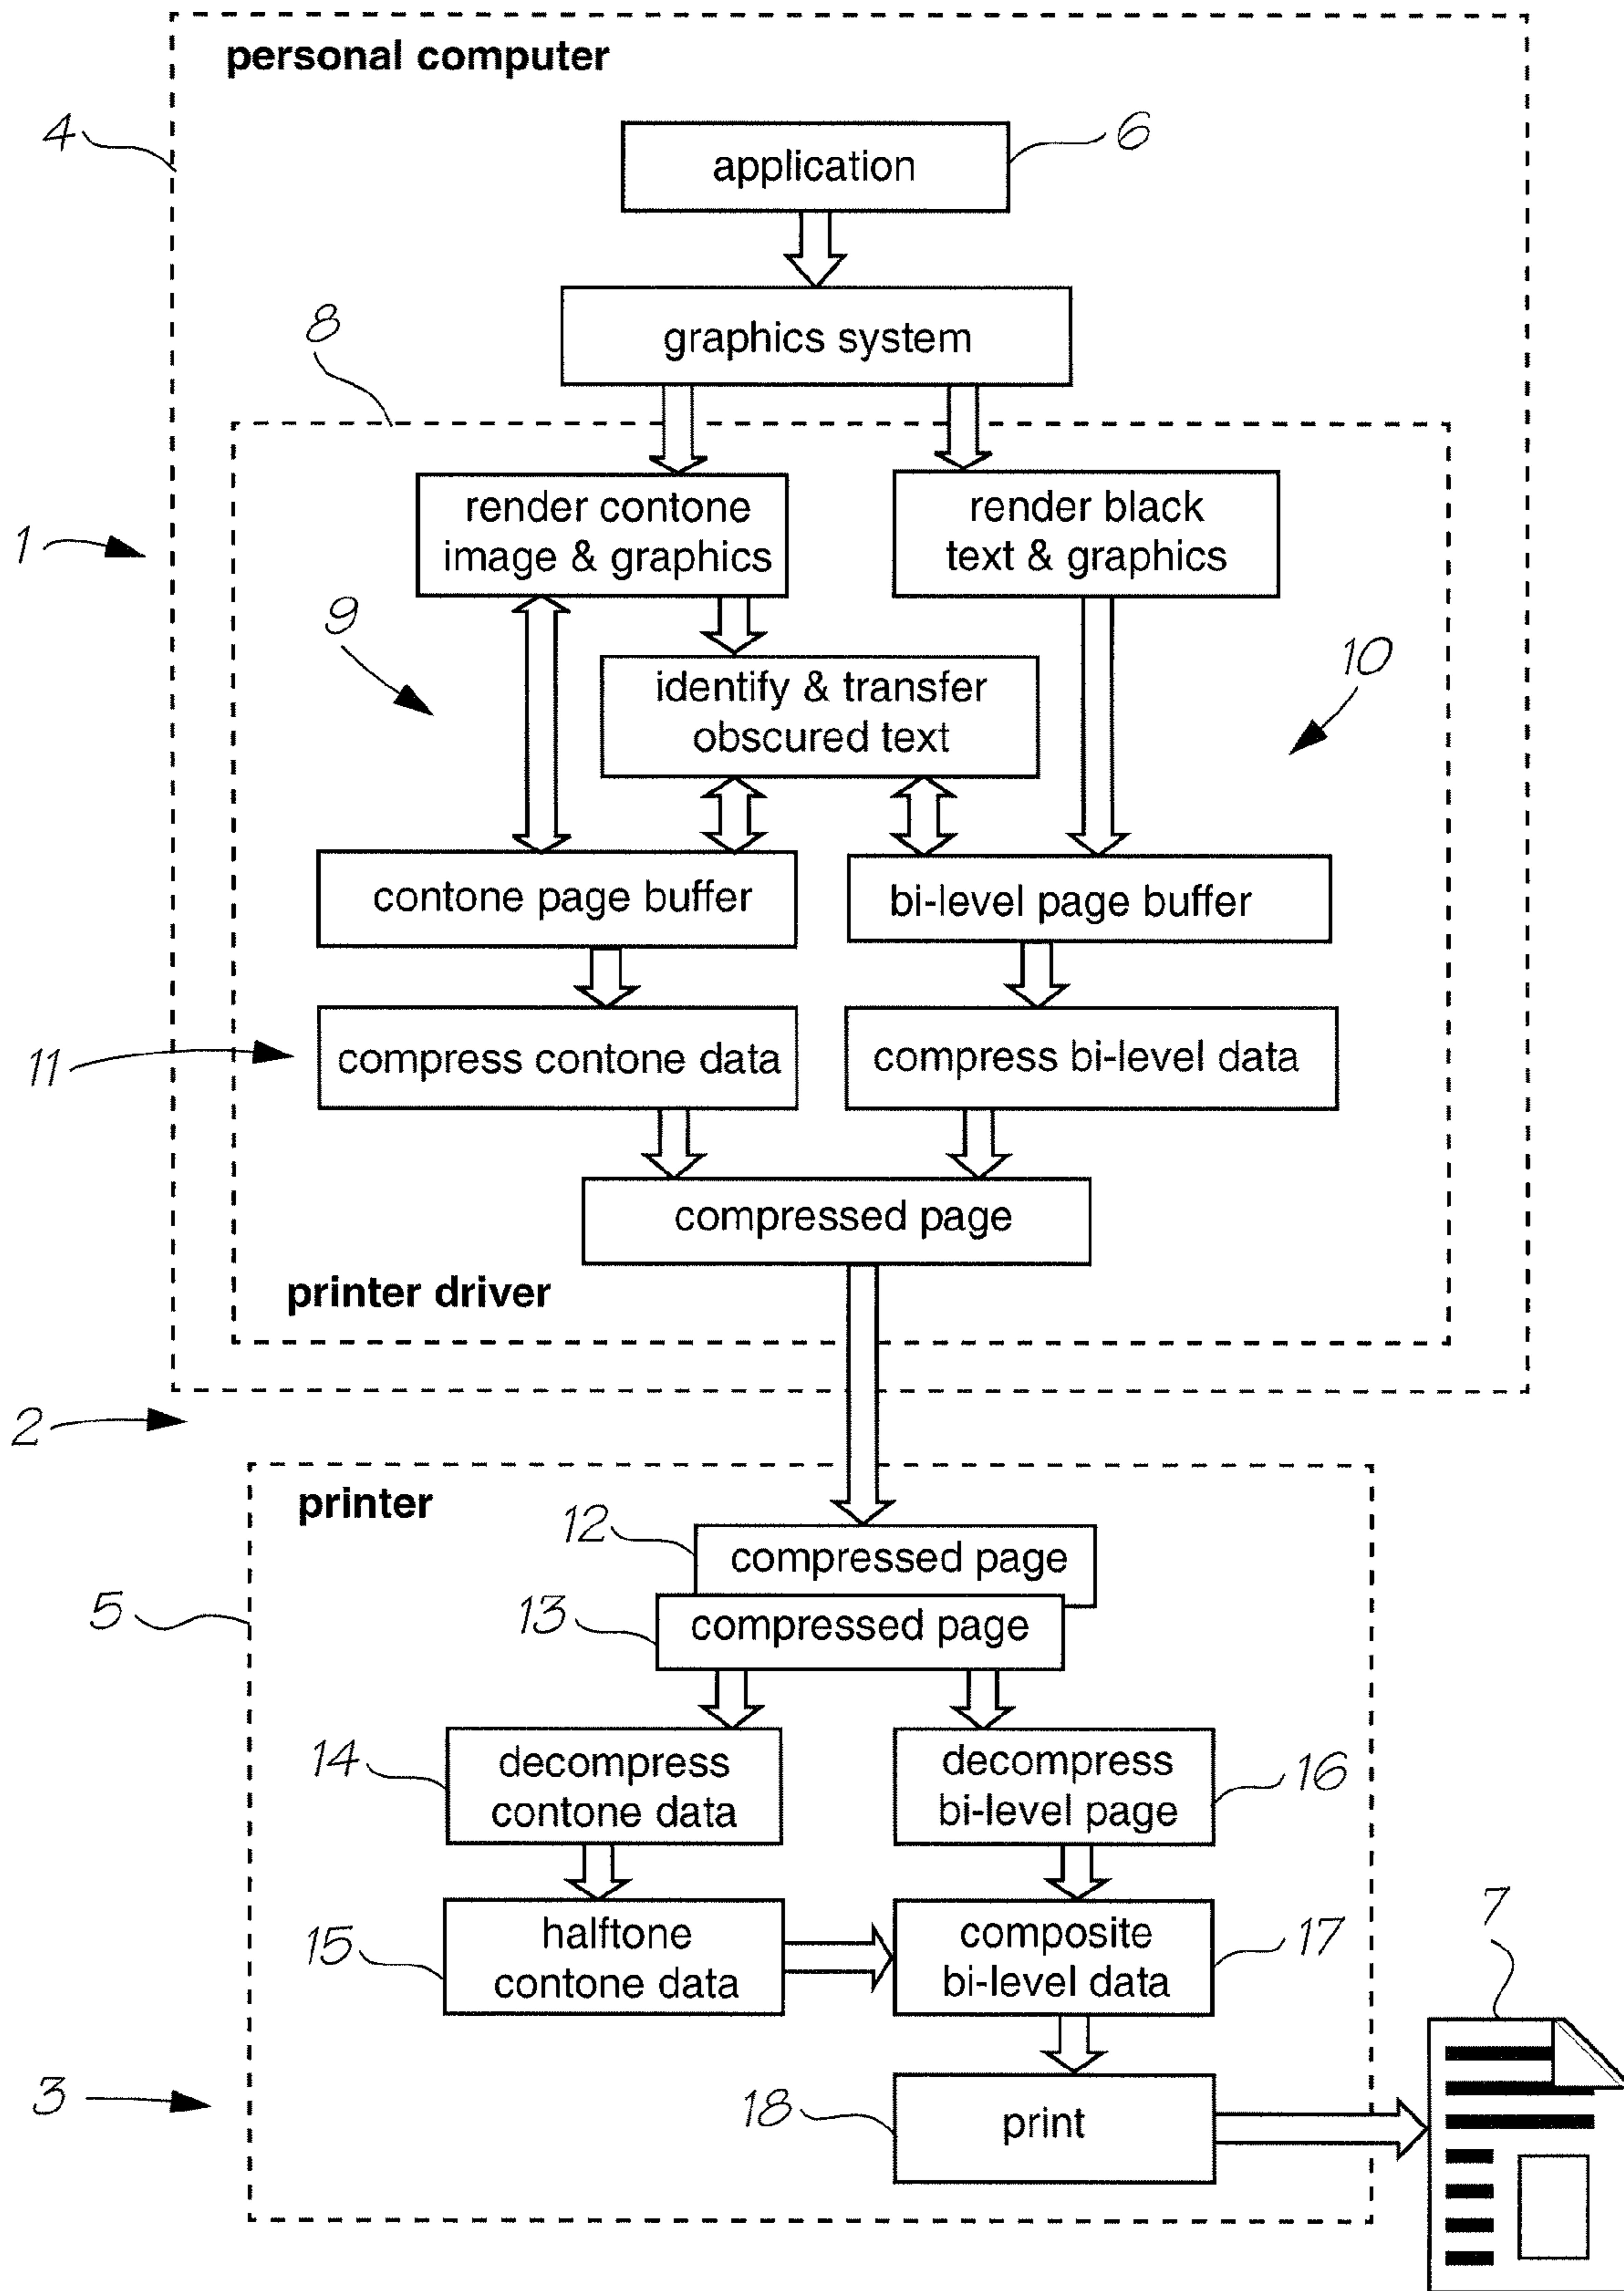 personal computer
4
application
6
graphics system
8
render contone
image & graphics
render black
text & graphics
1
9
identify & transfer
obscured text
10
contone page buffer
bi-level page buffer
11
compress contone data
compress bi-level data
compressed page
printer driver
2
printer
12
compressed page
5
13
compressed page
14
decompress
contone data
decompress
bi-level page
16
15
halftone
contone data
composite
bi-level data
17
7
3
18
print